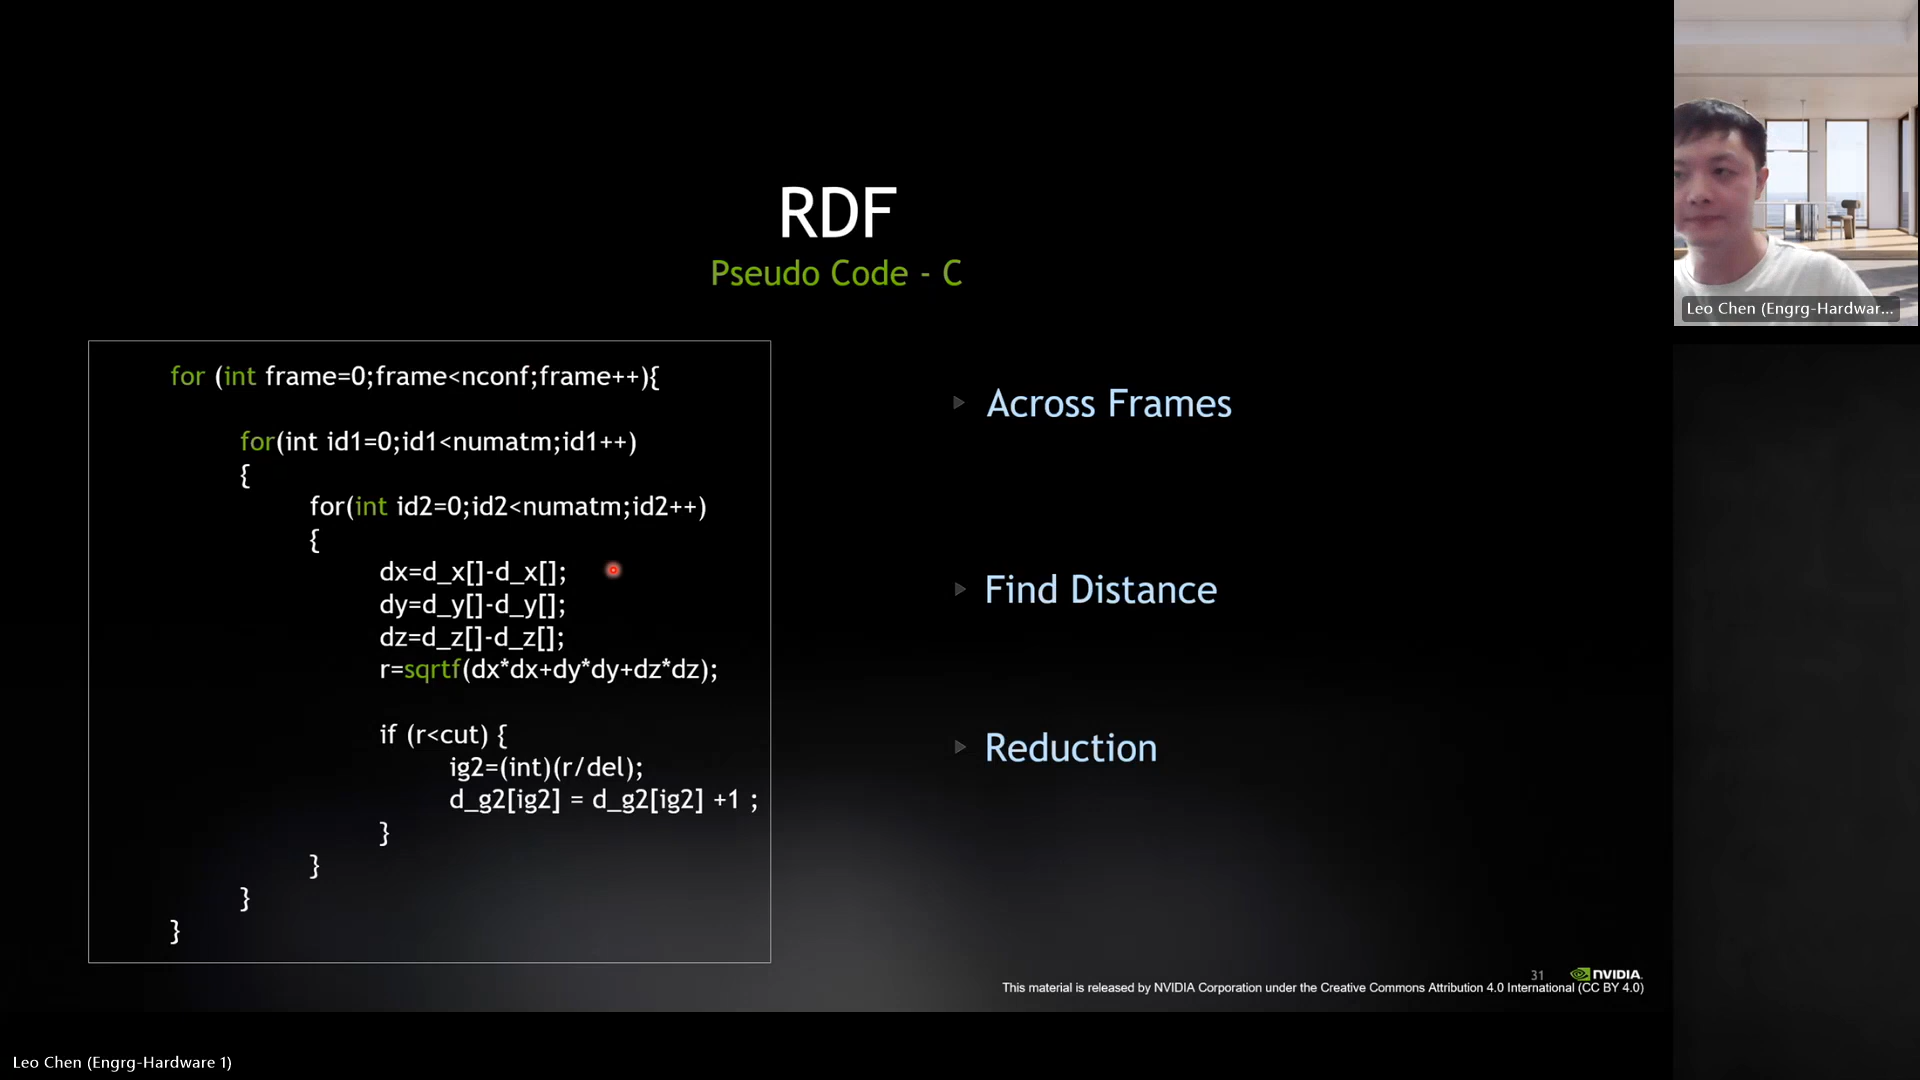 RDF
Pseudo Code - C
for (int frame=0;frame<nconf;frame++){
for(int id1=0;id1<numatm;id1++)
{
for(int id2=0;id2<numatm;id2++)
{
dx=d_x[]-d_x[];
dy=d_y[]-d_y[];
dz=d_z[]-d_z[];
r=sqrtf(dx*dx+dy*dy+dz*dz);
if (r<cut) {
ig2=(int)(r/del);
d_g2[ig2] = d_g2[ig2] +1 ;
}
}
}
}
Across Frames
Find Distance
Reduction
31
NVIDIA.
This material is released by NVIDIA Corporation under the Creative Commons Attribution 4.0 International (CC BY 4.0)
Leo Chen (Engrg-Hardwar...
Leo Chen (Engrg-Hardware 1)